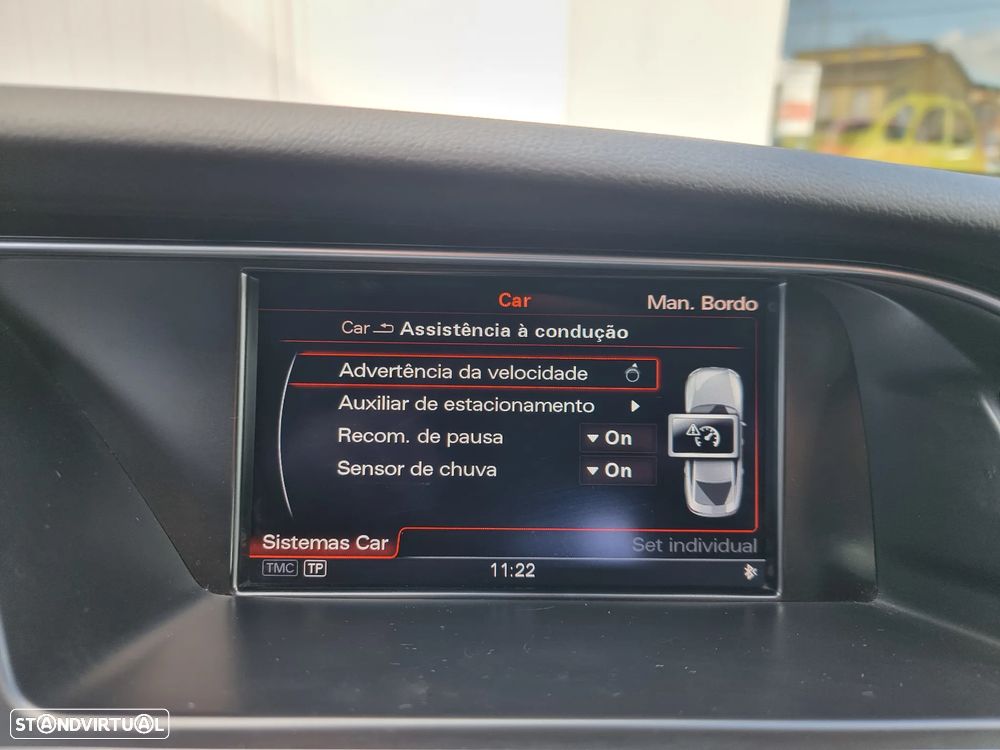 Car
Man. Bordo
Car Assistência à condução
Advertência da velocidade
Auxiliar de estacionamento
Recom. de pausa On
Sensor de chuva On
Sistemas Car
Set individual
TMC TP
11:22
STANDVIRTUAL